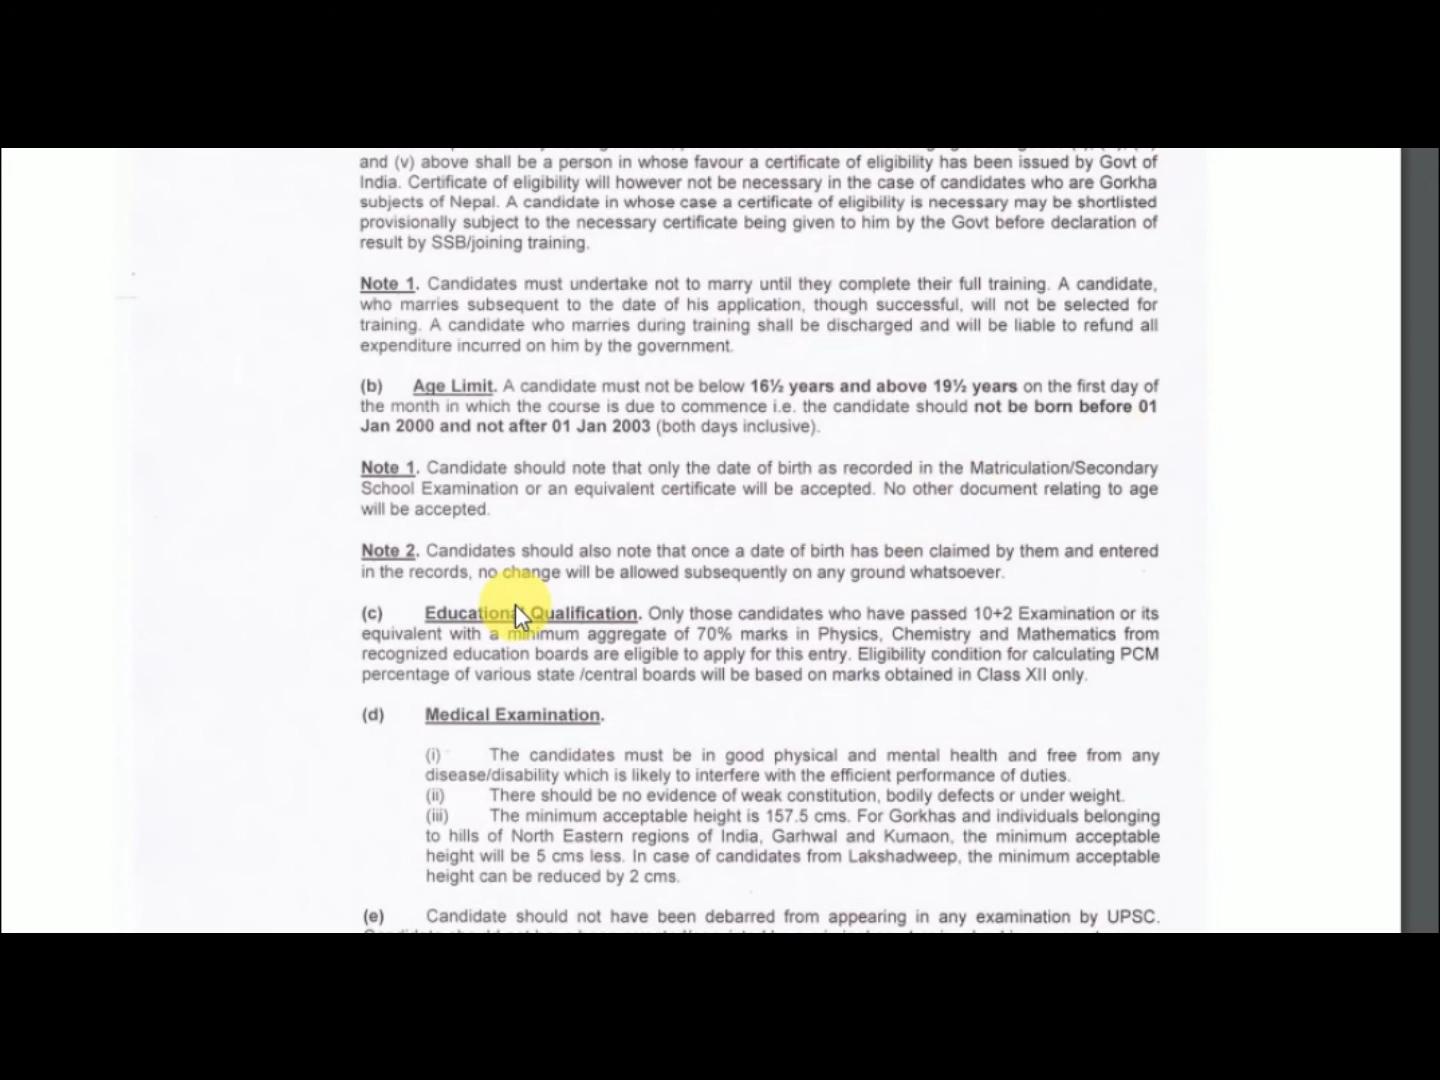 and (v) above shall be a person in whose favour a certificate of eligibility has been issued by Govt of
India. Certificate of eligibility will however not be necessary in the case of candidates who are Gorkha
subjects of Nepal. A candidate in whose case a certificate of eligibility is necessary may be shortlisted
provisionally subject to the necessary certificate being given to him by the Govt before declaration of
result by SSB/joining training.
Note 1. Candidates must undertake not to marry until they complete their full training. A candidate,
who marries subsequent to the date of his application, though successful, will not be selected for
training. A candidate who marries during training shall be discharged and will be liable to refund all
expenditure incurred on him by the government.
(b) Age Limit. A candidate must not be below 16½ years and above 19½ years on the first day of
the month in which the course is due to commence i.e. the candidate should not be born before 01
Jan 2000 and not after 01 Jan 2003 (both days inclusive).
Note 1. Candidate should note that only the date of birth as recorded in the Matriculation/Secondary
School Examination or an equivalent certificate will be accepted. No other document relating to age
will be accepted.
Note 2. Candidates should also note that once a date of birth has been claimed by them and entered
in the records, no change will be allowed subsequently on any ground whatsoever.
(c) Educational Qualification. Only those candidates who have passed 10+2 Examination or its
equivalent with a minimum aggregate of 70% marks in Physics, Chemistry and Mathematics from
recognized education boards are eligible to apply for this entry. Eligibility condition for calculating PCM
percentage of various state /central boards will be based on marks obtained in Class XII only.
(d) Medical Examination.
(i) The candidates must be in good physical and mental health and free from any
disease/disability which is likely to interfere with the efficient performance of duties.
(ii) There should be no evidence of weak constitution, bodily defects or under weight.
(iii) The minimum acceptable height is 157.5 cms. For Gorkhas and individuals belonging
to hills of North Eastern regions of India, Garhwal and Kumaon, the minimum acceptable
height will be 5 cms less. In case of candidates from Lakshadweep, the minimum acceptable
height can be reduced by 2 cms.
(e) Candidate should not have been debarred from appearing in any examination by UPSC.